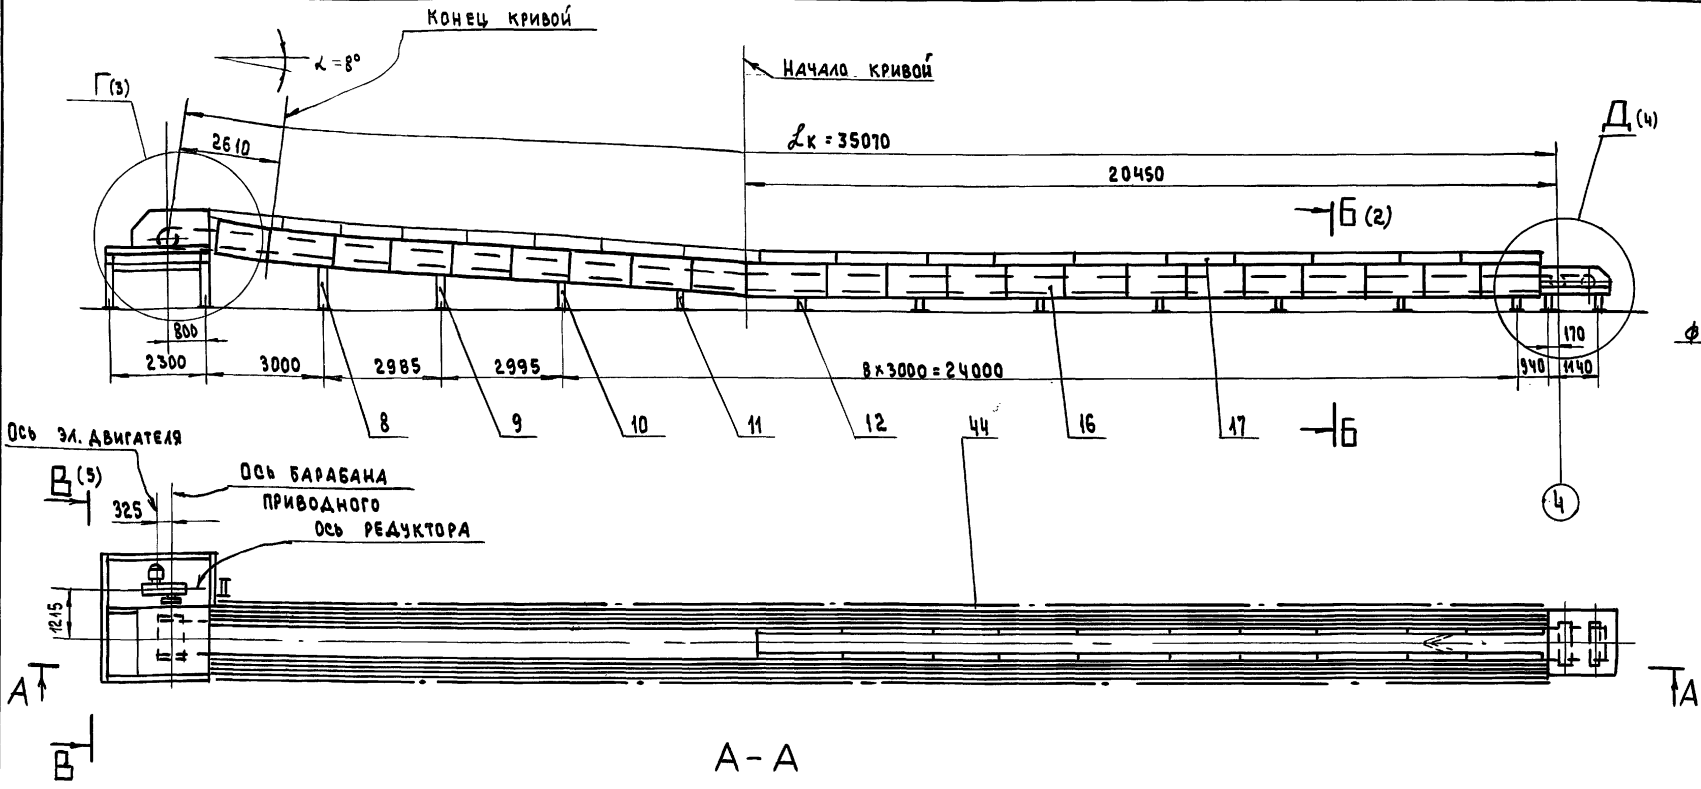 Конец кривой
α = 8°
Начало кривой
Г(3)
Д(4)
2610
Lк = 35070
20450
Б(2)
800
170
2300
3000
2985
2995
8×3000=24000
940
1140
Ф
8
9
10
11
12
44
16
17
Б
Ось эл. двигателя
В(5)
Ось барабана
приводного
325
Ось редуктора
4
II
1215
А
А
В
А-А